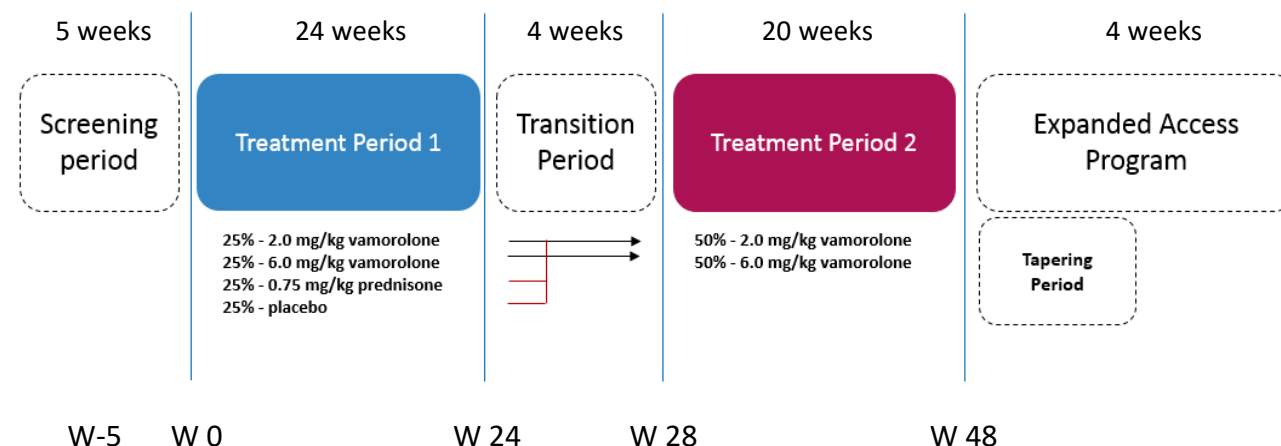 5 weeks
24 weeks
4 weeks
20 weeks
4 weeks
Screening
period
Treatment Period 1
Transition
Period
Treatment Period 2
Expanded Access
Program
25% - 2.0 mg/kg vamorolone
25% - 6.0 mg/kg vamorolone
25% - 0.75 mg/kg prednisone
25% - placebo
50% - 2.0 mg/kg vamorolone
50% - 6.0 mg/kg vamorolone
Tapering
Period
W-5
W 0
W 24
W 28
W 48